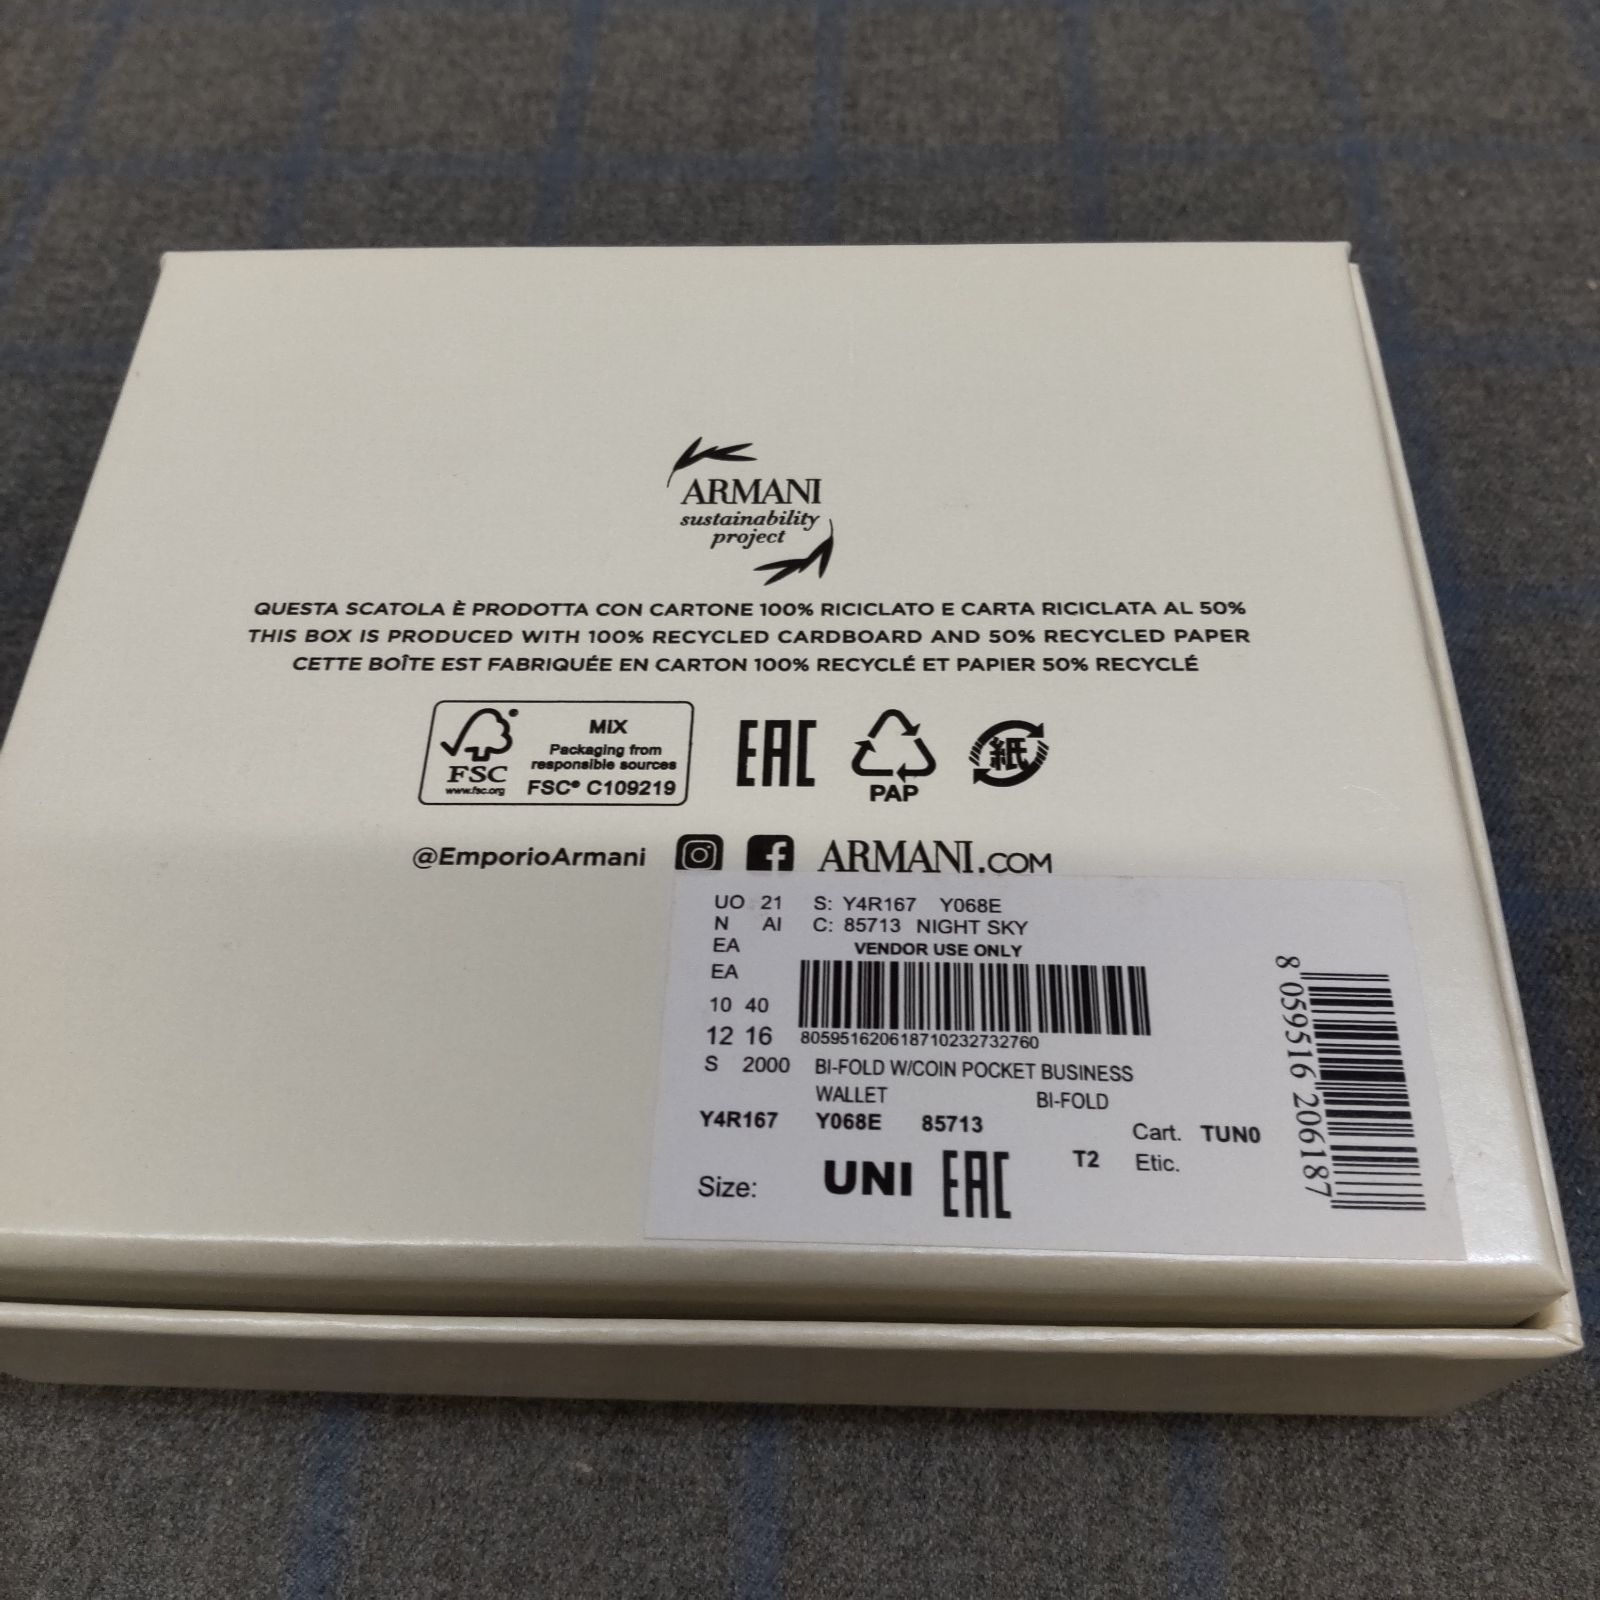 ARMANI
sustainability
project
QUESTA SCATOLA È PRODOTTA CON CARTONE 100% RICICLATO E CARTA RICICLATA AL 50%
THIS BOX IS PRODUCED WITH 100% RECYCLED CARDBOARD AND 50% RECYCLED PAPER
CETTE BOÎTE EST FABRIQUÉE EN CARTON 100% RECYCLÉ ET PAPIER 50% RECYCLÉ
FSC
www.fsc.org
MIX
Packaging from
responsible sources
FSC® C109219
EAC
PAP
紙
@EmporioArmani ARMANI.COM
UO 21 S: Y4R167 Y068E
N AI C: 85713 NIGHT SKY
EA VENDOR USE ONLY
EA
10 40
12 16 805951620618710232732760
S 2000 BI-FOLD W/COIN POCKET BUSINESS
WALLET BI-FOLD
Y4R167 Y068E 85713
Cart. TUN0
T2 Etic.
Size: UNI EAC
8 059516 206187